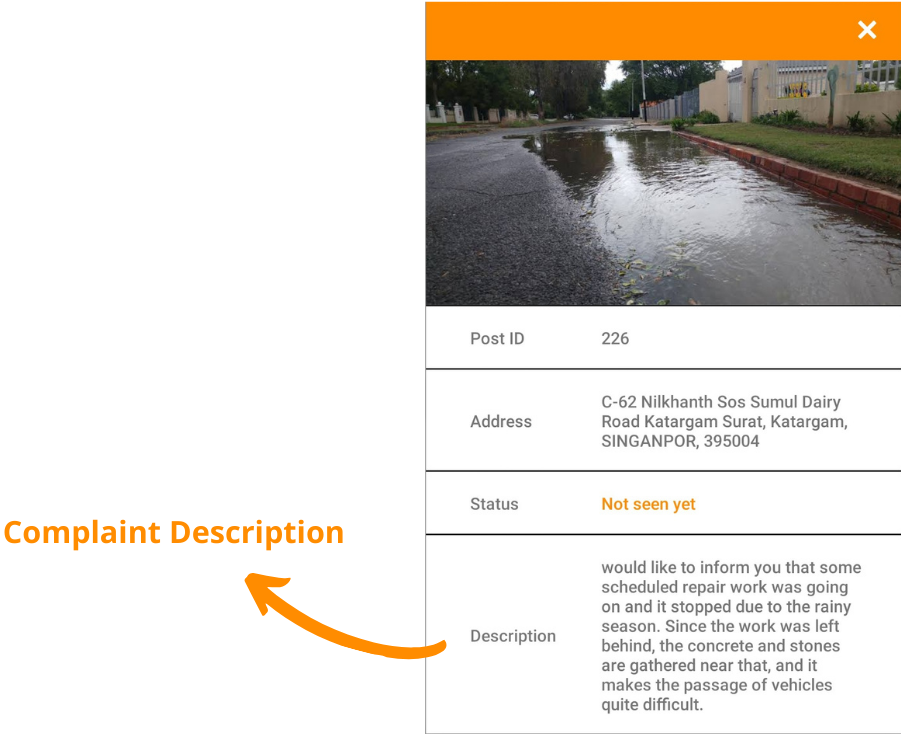 Post ID
226
Address
C-62 Nilkhanth Sos Sumul Dairy
Road Katargam Surat, Katargam,
SINGANPOR, 395004
Status
Not seen yet
Complaint Description
Description
would like to inform you that some
scheduled repair work was going
on and it stopped due to the rainy
season. Since the work was left
behind, the concrete and stones
are gathered near that, and it
makes the passage of vehicles
quite difficult.